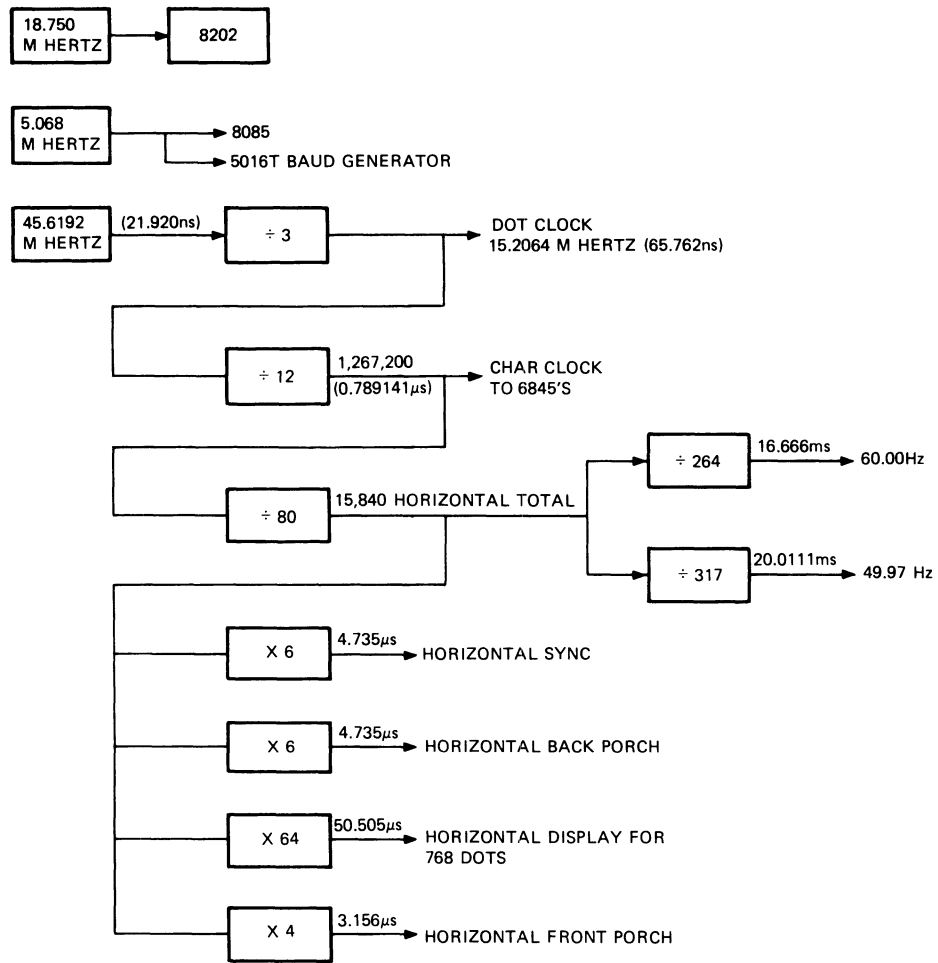 18.750
M HERTZ
8202
5.068
M HERTZ
8085
5016T BAUD GENERATOR
45.6192
M HERTZ
(21.920ns)
÷ 3
DOT CLOCK
15.2064 M HERTZ (65.762ns)
÷ 12
1,267,200
(0.789141μs)
CHAR CLOCK
TO 6845'S
÷ 80
15,840 HORIZONTAL TOTAL
÷ 264
16.666ms
60.00Hz
÷ 317
20.0111ms
49.97 Hz
X 6
4.735μs
HORIZONTAL SYNC
X 6
4.735μs
HORIZONTAL BACK PORCH
X 64
50.505μs
HORIZONTAL DISPLAY FOR
768 DOTS
X 4
3.156μs
HORIZONTAL FRONT PORCH